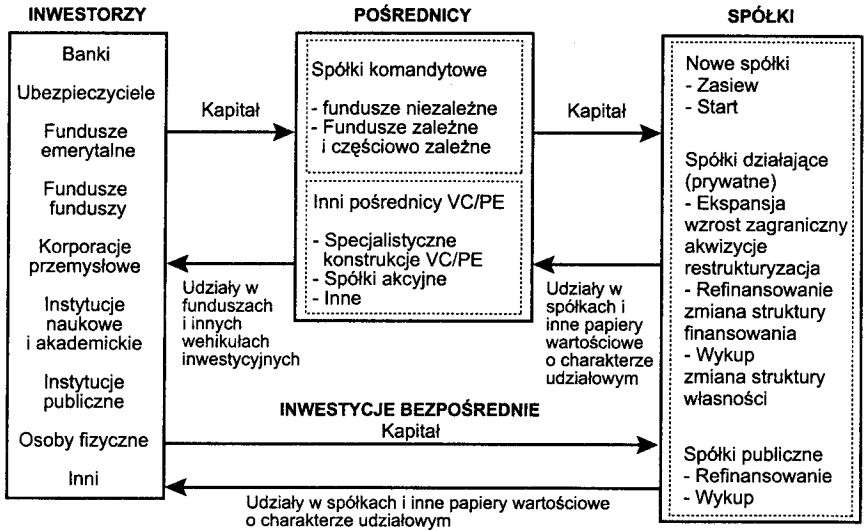 INWESTORZY
Banki
Ubezpieczyciele
Fundusze
emerytalne
Fundusze
funduszy
Korporacje
przemysłowe
Instytucje
naukowe
i akademickie
Instytucje
publiczne
Osoby fizyczne
Inni
Kapitał
Udziały w
funduszach
i innych
wehikułach
inwestycyjnych
POŚREDNICY
Spółki komandytowe
- fundusze niezależne
- Fundusze zależne
i częściowo zależne
Inni pośrednicy VC/PE
- Specjalistyczne
konstrukcje VC/PE
- Spółki akcyjne
- Inne
Kapitał
Udziały w
spółkach i
inne papiery
wartościowe
o charakterze
udziałowym
SPÓŁKI
Nowe spółki
- Zasiew
- Start
Spółki działające
(prywatne)
- Ekspansja
wzrost zagraniczny
akwizycje
restrukturyzacja
- Refinansowanie
zmiana struktury
finansowania
- Wykup
zmiana struktury
własności
Spółki publiczne
- Refinansowanie
- Wykup
INWESTYCJE BEZPOŚREDNIE
Kapitał
Udziały w spółkach i inne papiery wartościowe
o charakterze udziałowym